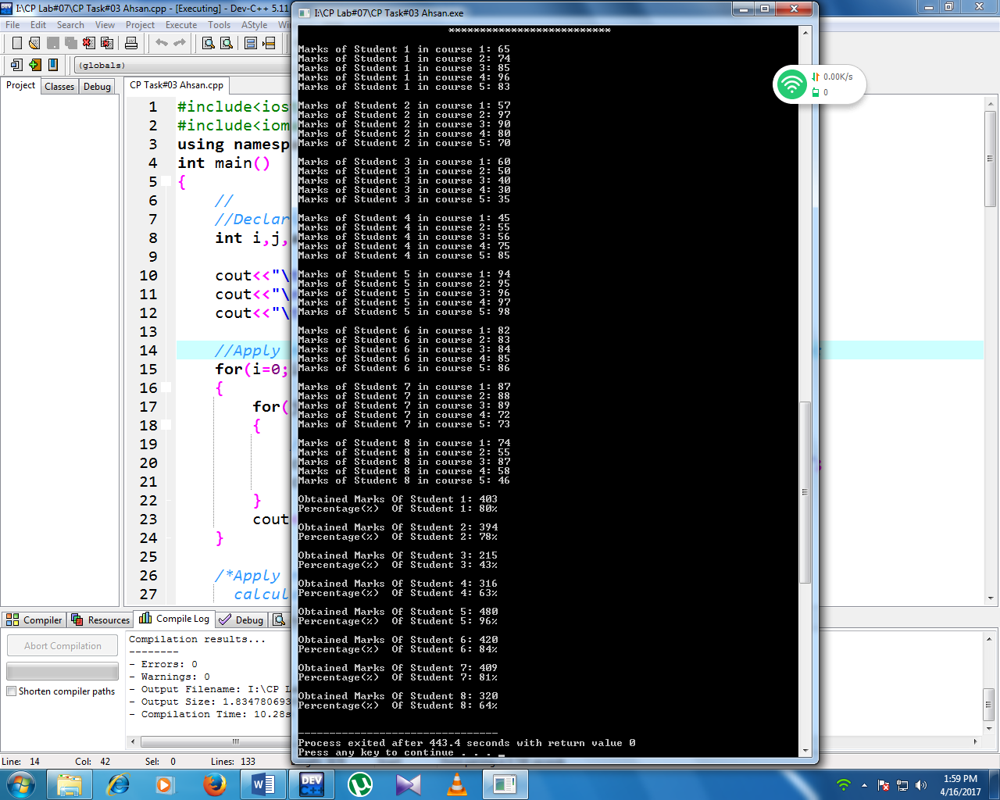 I:\CP Lab#07\CP Task#03 Ahsan.cpp - [Executing] - Dev-C++ 5.11
File Edit Search View Project Execute Tools AStyle
(globals)
Project Classes Debug
CP Task#03 Ahsan.cpp
1 #include<ios
2 #include<iom
3 using namesp
4 int main()
5 {
6 //
7 //Declar
8 int i,j,
9
10 cout<<"\
11 cout<<"\
12 cout<<"\
13
14 //Apply
15 for(i=0;
16 {
17 for(
18 {
19
20
21
22 }
23 cout
24 }
25
26 /*Apply
27 calcul
Compiler Resources Compile Log Debug
Abort Compilation
Shorten compiler paths
Compilation results...
--------
- Errors: 0
- Warnings: 0
- Output Filename: I:\CP L
- Output Size: 1.834780693
- Compilation Time: 10.28s
Line: 14 Col: 42 Sel: 0 Lines: 133
I:\CP Lab#07\CP Task#03 Ahsan.exe
**************************
Marks of Student 1 in course 1: 65
Marks of Student 1 in course 2: 74
Marks of Student 1 in course 3: 85
Marks of Student 1 in course 4: 96
Marks of Student 1 in course 5: 83
Marks of Student 2 in course 1: 57
Marks of Student 2 in course 2: 97
Marks of Student 2 in course 3: 90
Marks of Student 2 in course 4: 80
Marks of Student 2 in course 5: 70
Marks of Student 3 in course 1: 60
Marks of Student 3 in course 2: 50
Marks of Student 3 in course 3: 40
Marks of Student 3 in course 4: 30
Marks of Student 3 in course 5: 35
Marks of Student 4 in course 1: 45
Marks of Student 4 in course 2: 55
Marks of Student 4 in course 3: 56
Marks of Student 4 in course 4: 75
Marks of Student 4 in course 5: 85
Marks of Student 5 in course 1: 94
Marks of Student 5 in course 2: 95
Marks of Student 5 in course 3: 96
Marks of Student 5 in course 4: 97
Marks of Student 5 in course 5: 98
Marks of Student 6 in course 1: 82
Marks of Student 6 in course 2: 83
Marks of Student 6 in course 3: 84
Marks of Student 6 in course 4: 85
Marks of Student 6 in course 5: 86
Marks of Student 7 in course 1: 87
Marks of Student 7 in course 2: 88
Marks of Student 7 in course 3: 89
Marks of Student 7 in course 4: 72
Marks of Student 7 in course 5: 73
Marks of Student 8 in course 1: 74
Marks of Student 8 in course 2: 55
Marks of Student 8 in course 3: 87
Marks of Student 8 in course 4: 58
Marks of Student 8 in course 5: 46
Obtained Marks Of Student 1: 403
Percentage(%) Of Student 1: 80%
Obtained Marks Of Student 2: 394
Percentage(%) Of Student 2: 78%
Obtained Marks Of Student 3: 215
Percentage(%) Of Student 3: 43%
Obtained Marks Of Student 4: 316
Percentage(%) Of Student 4: 63%
Obtained Marks Of Student 5: 480
Percentage(%) Of Student 5: 96%
Obtained Marks Of Student 6: 420
Percentage(%) Of Student 6: 84%
Obtained Marks Of Student 7: 409
Percentage(%) Of Student 7: 81%
Obtained Marks Of Student 8: 320
Percentage(%) Of Student 8: 64%
--------------------------------
Process exited after 443.4 seconds with return value 0
Press any key to continue . . .
0.00K/s
0
DEV C++
1:59 PM
4/16/2017